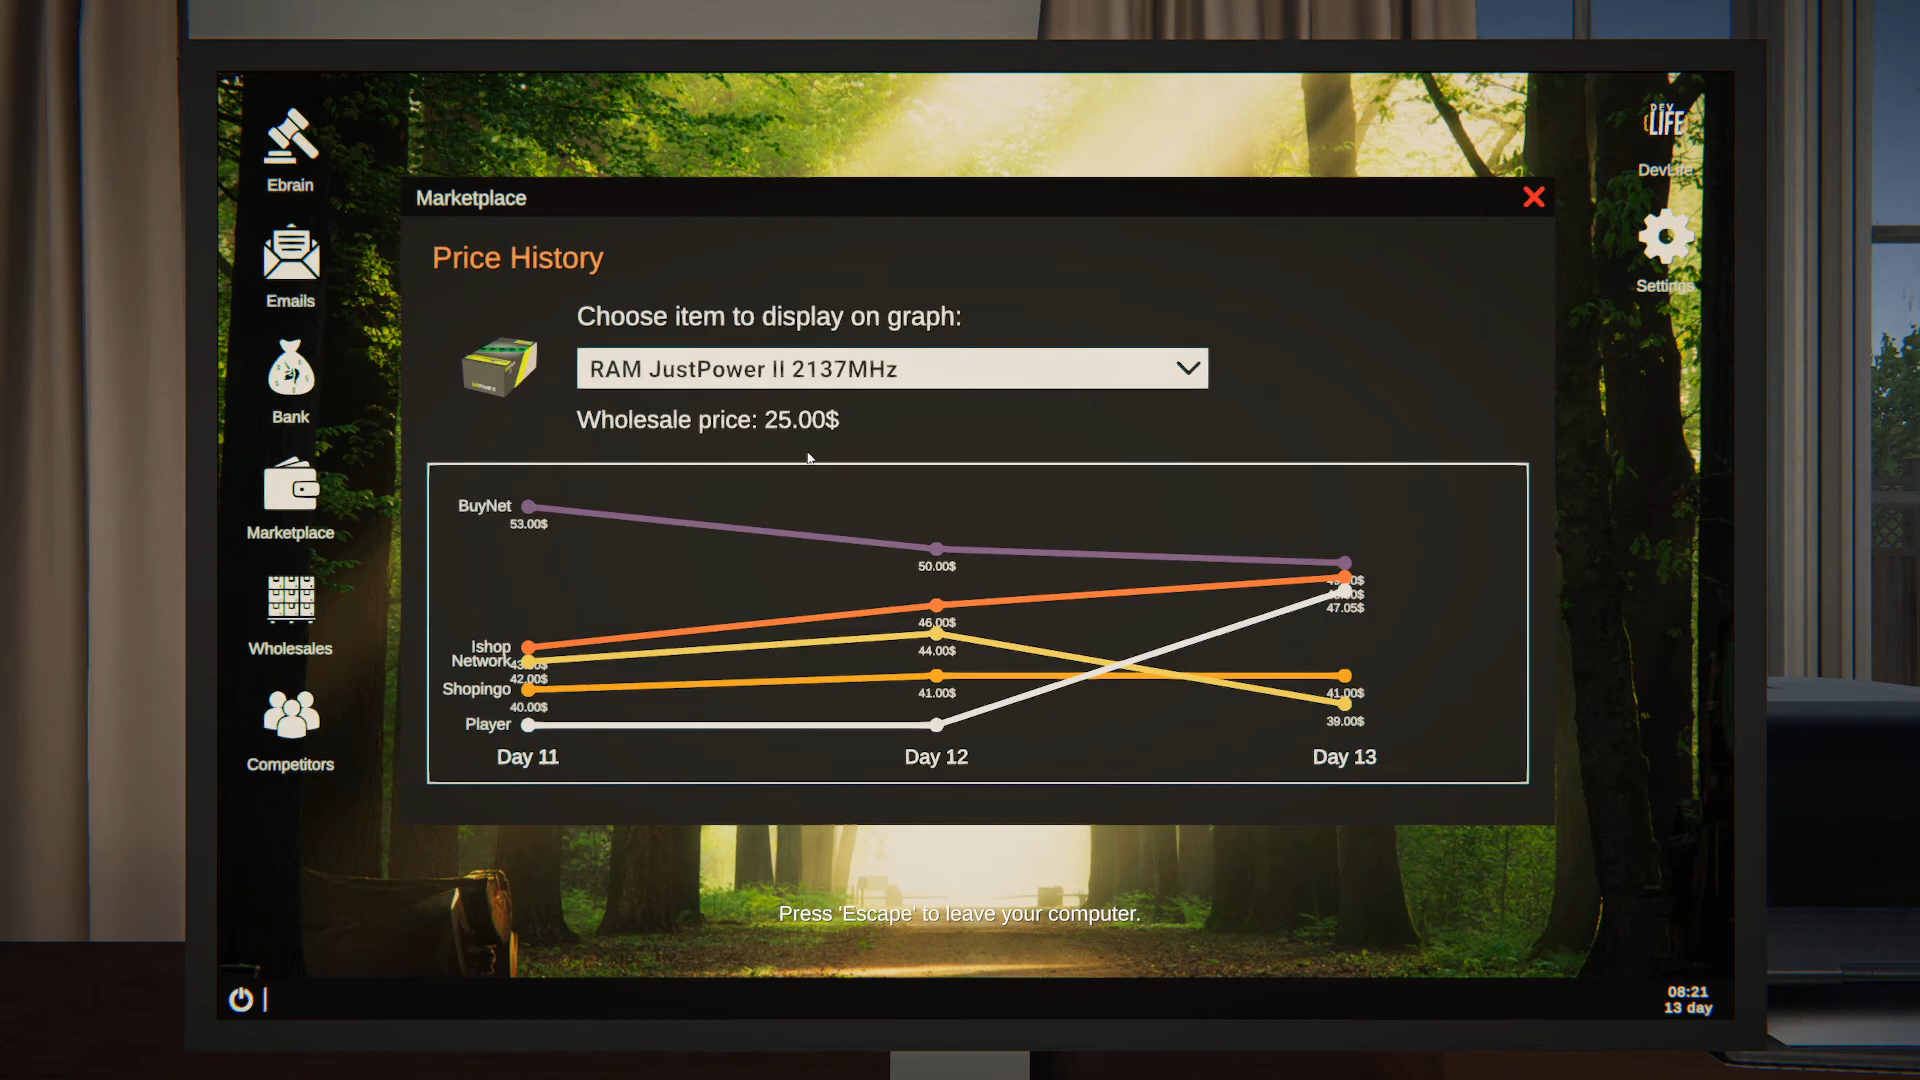 DEV
LIFE
DevLife
Ebrain
Marketplace
Price History
Emails
Settings
Choose item to display on graph:
RAM JustPower II 2137MHz
Bank
Wholesale price: 25.00$
BuyNet
53.00$
50.00$
Marketplace
47.05$
46.00$
Ishop
Network
44.00$
Wholesales
42.00$
Shopingo
41.00$
41.00$
40.00$
39.00$
Player
Day 11
Day 12
Day 13
Competitors
Press 'Escape' to leave your computer.
08:21
13 day